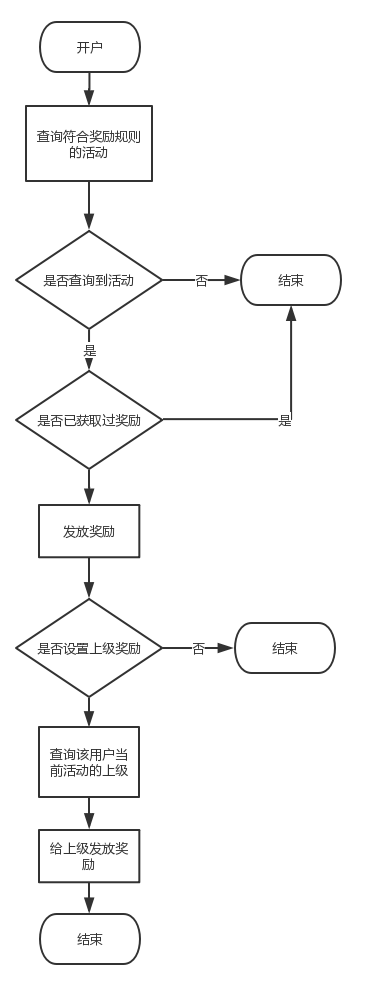 开户
查询符合奖励规则
的活动
是否查询到活动
否
结束
是
是否已获取过奖励
是
发放奖励
是否设置上级奖励
否
结束
查询该用户当
前活动的上级
给上级发放奖
励
结束